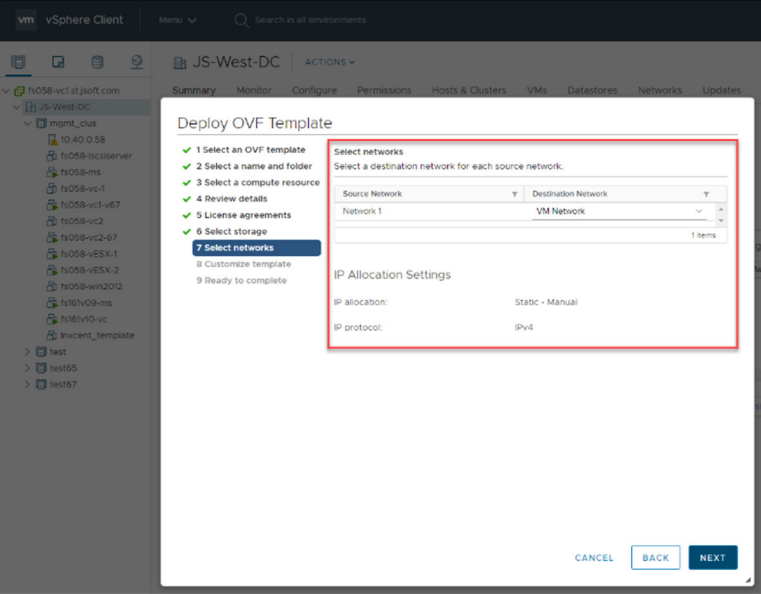 vm vSphere Client Menu Search in all environments
JS-West-DC ACTIONS
Summary Monitor Configure Permissions Hosts & Clusters VMs Datastores Networks Updates
fs058-vc1.st.jsoft.com
JS-West-DC
mgmt_clus
10.40.0.58
fs058-iscsiserver
fs058-ms
fs058-vc-1
fs058-vc1-v67
fs058-vc2
fs058-vc2-67
fs058-vESX-1
fs058-vESX-2
fs058-win2012
fs161v09-ms
fs161v10-vc
lnxcent_template
test
test65
test67
Deploy OVF Template
1 Select an OVF template
2 Select a name and folder
3 Select a compute resource
4 Review details
5 License agreements
6 Select storage
7 Select networks
8 Customize template
9 Ready to complete
Select networks
Select a destination network for each source network.
Source Network Destination Network
Network 1 VM Network
1 items
IP Allocation Settings
IP allocation: Static - Manual
IP protocol: IPv4
CANCEL BACK NEXT